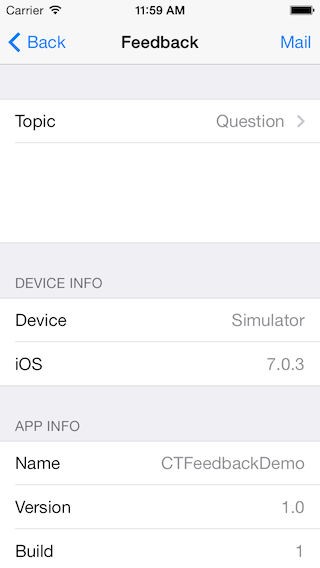 Carrier 11:59 AM
Back Feedback Mail
Topic Question
DEVICE INFO
Device Simulator
iOS 7.0.3
APP INFO
Name CTFeedbackDemo
Version 1.0
Build 1